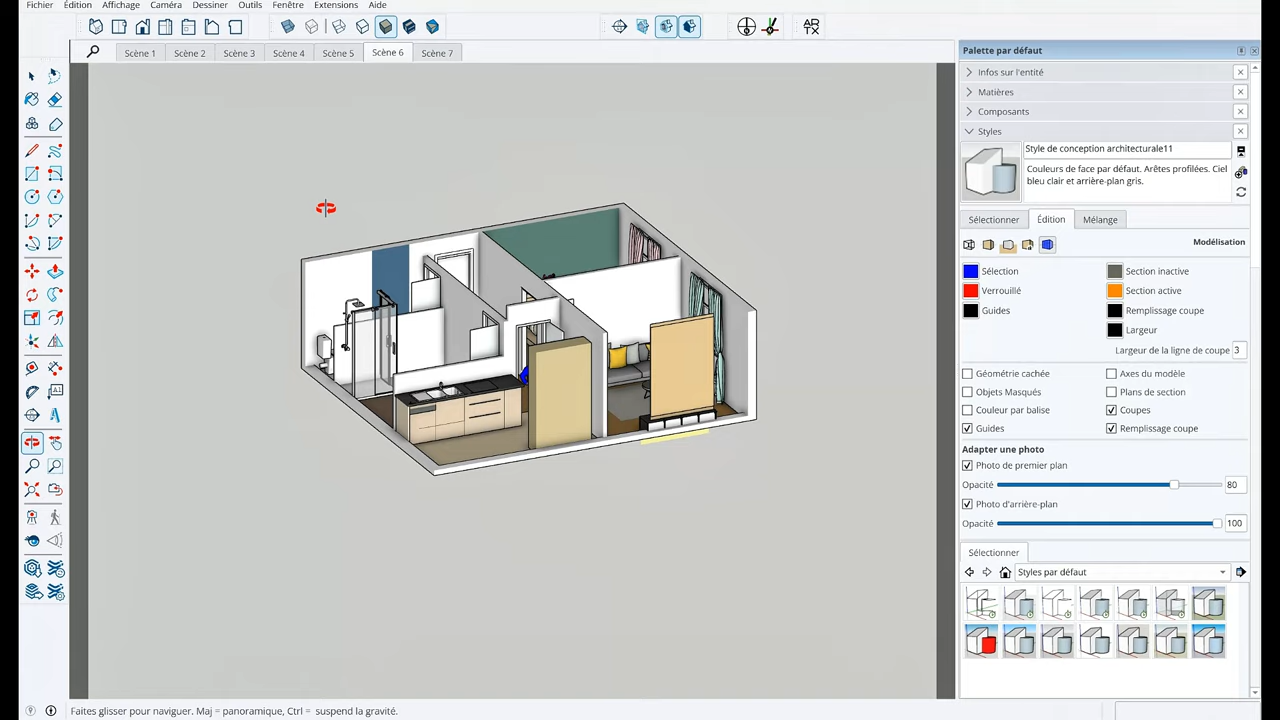 Fichier Édition Affichage Caméra Dessiner Outils Fenêtre Extensions Aide
AR
TX
Scène 1 Scène 2 Scène 3 Scène 4 Scène 5 Scène 6 Scène 7
Palette par défaut
Infos sur l'entité
Matières
Composants
Styles
Style de conception architecturale11
Couleurs de face par défaut. Arêtes profilées. Ciel
bleu clair et arrière-plan gris.
Sélectionner Édition Mélange
Modélisation
Sélection Section inactive
Verrouillé Section active
Guides Remplissage coupe
Largeur
Largeur de la ligne de coupe 3
Géométrie cachée Axes du modèle
Objets Masqués Plans de section
Couleur par balise Coupes
Guides Remplissage coupe
Adapter une photo
Photo de premier plan
Opacité 80
Photo d'arrière-plan
Opacité 100
Sélectionner
Styles par défaut
A1
Faites glisser pour naviguer. Maj = panoramique, Ctrl = suspend la gravité.